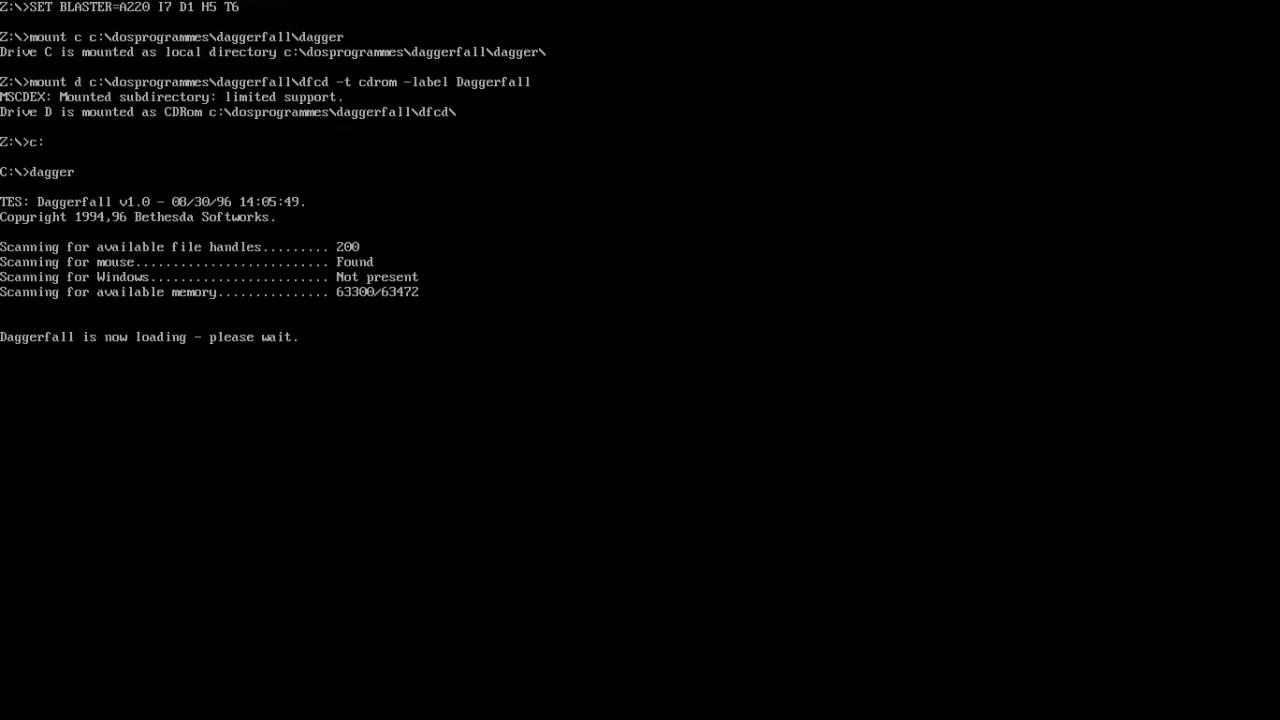 Z:\>SET BLASTER=A220 I7 D1 H5 T6
Z:\>mount c c:\dosprogrammes\daggerfall\dagger
Drive C is mounted as local directory c:\dosprogrammes\daggerfall\dagger\
Z:\>mount d c:\dosprogrammes\daggerfall\dfcd -t cdrom -label Daggerfall
MSCDEX: Mounted subdirectory: limited support.
Drive D is mounted as CDRom c:\dosprogrammes\daggerfall\dfcd\
Z:\>c:
C:\>dagger
TES: Daggerfall v1.0 - 08/30/96 14:05:49.
Copyright 1994,96 Bethesda Softworks.
Scanning for available file handles......... 200
Scanning for mouse.......................... Found
Scanning for Windows........................ Not present
Scanning for available memory............... 63300/63472
Daggerfall is now loading - please wait.